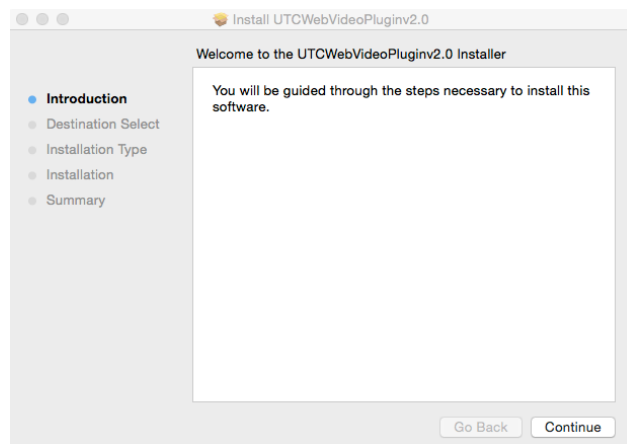 Install UTCWebVideoPluginv2.0
Welcome to the UTCWebVideoPluginv2.0 Installer
Introduction
Destination Select
Installation Type
Installation
Summary
You will be guided through the steps necessary to install this
software.
Go Back
Continue